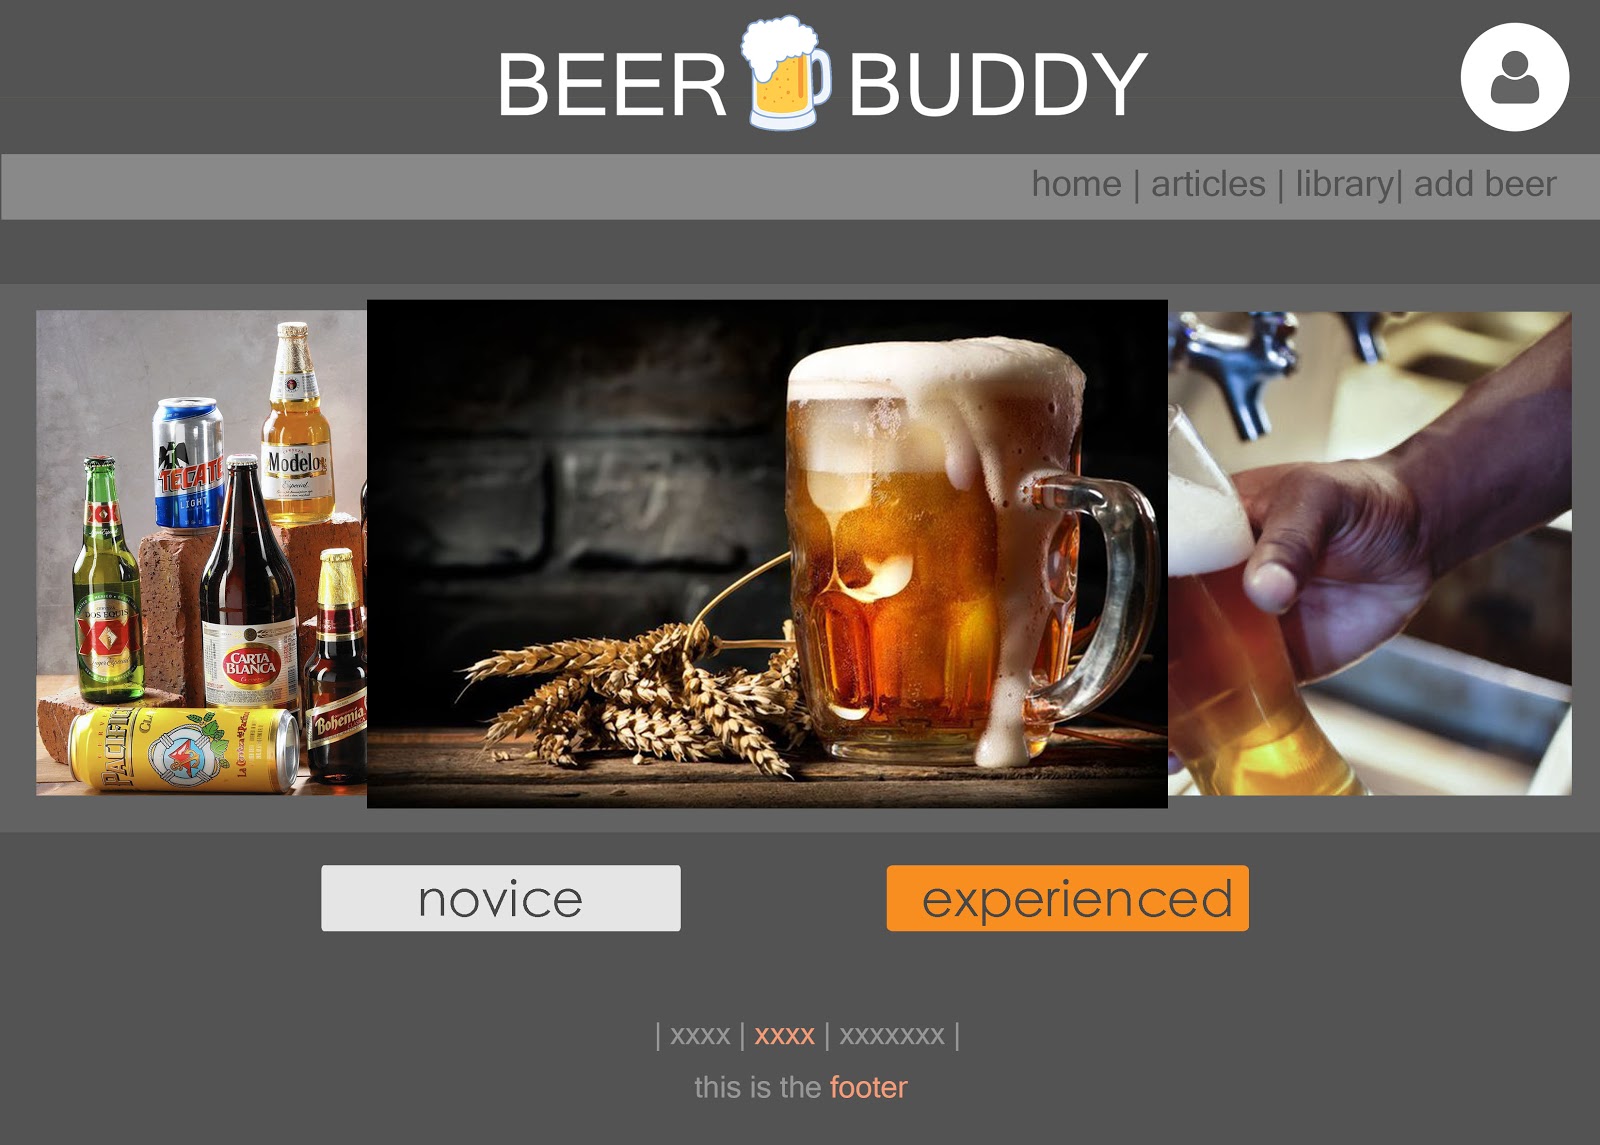 BEER BUDDY
home | articles | library| add beer
Modelo
Especial
TECATE
LIGHT
DOS EQUIS
CARTA
BLANCA
Bohemia
PACIFICO
novice
experienced
| xxxx | xxxx | xxxxxxx |
this is the footer